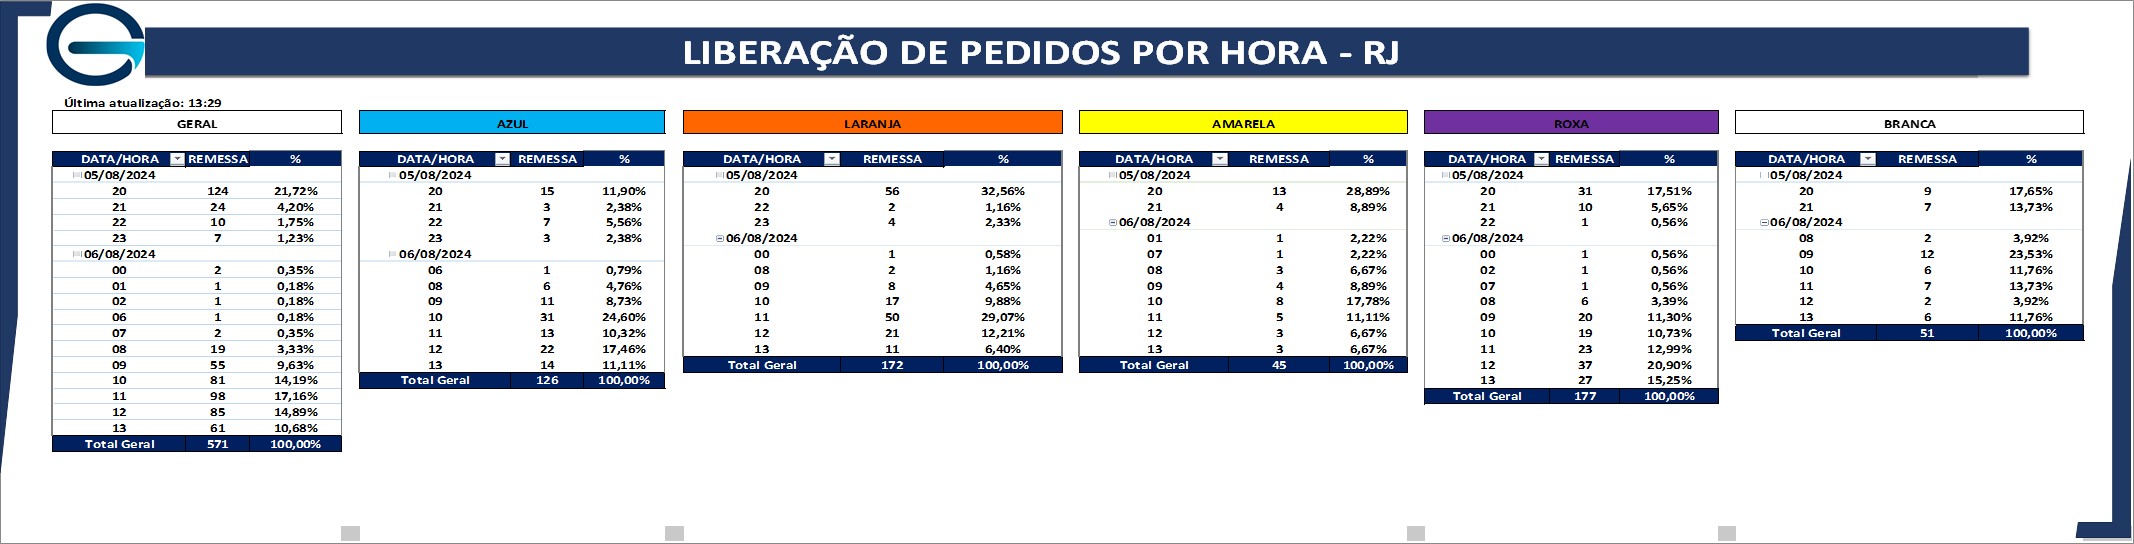 LIBERAÇÃO DE PEDIDOS POR HORA - RJ
Última atualização: 13:29
GERAL
DATA/HORA REMESSA %
05/08/2024
20 124 21,72%
21 24 4,20%
22 10 1,75%
23 7 1,23%
06/08/2024
00 2 0,35%
01 1 0,18%
02 1 0,18%
06 1 0,18%
07 2 0,35%
08 19 3,33%
09 55 9,63%
10 81 14,19%
11 98 17,16%
12 85 14,89%
13 61 10,68%
Total Geral 571 100,00%
AZUL
DATA/HORA REMESSA %
05/08/2024
20 15 11,90%
21 3 2,38%
22 7 5,56%
23 3 2,38%
06/08/2024
06 1 0,79%
08 6 4,76%
09 11 8,73%
10 31 24,60%
11 13 10,32%
12 22 17,46%
13 14 11,11%
Total Geral 126 100,00%
LARANJA
DATA/HORA REMESSA %
05/08/2024
20 56 32,56%
22 2 1,16%
23 4 2,33%
06/08/2024
00 1 0,58%
08 2 1,16%
09 8 4,65%
10 17 9,88%
11 50 29,07%
12 21 12,21%
13 11 6,40%
Total Geral 172 100,00%
AMARELA
DATA/HORA REMESSA %
05/08/2024
20 13 28,89%
21 4 8,89%
06/08/2024
01 1 2,22%
07 1 2,22%
08 3 6,67%
09 4 8,89%
10 8 17,78%
11 5 11,11%
12 3 6,67%
13 3 6,67%
Total Geral 45 100,00%
ROXA
DATA/HORA REMESSA %
05/08/2024
20 31 17,51%
21 10 5,65%
22 1 0,56%
06/08/2024
00 1 0,56%
02 1 0,56%
07 1 0,56%
08 6 3,39%
09 20 11,30%
10 19 10,73%
11 23 12,99%
12 37 20,90%
13 27 15,25%
Total Geral 177 100,00%
BRANCA
DATA/HORA REMESSA %
05/08/2024
20 9 17,65%
21 7 13,73%
06/08/2024
08 2 3,92%
09 12 23,53%
10 6 11,76%
11 7 13,73%
12 2 3,92%
13 6 11,76%
Total Geral 51 100,00%